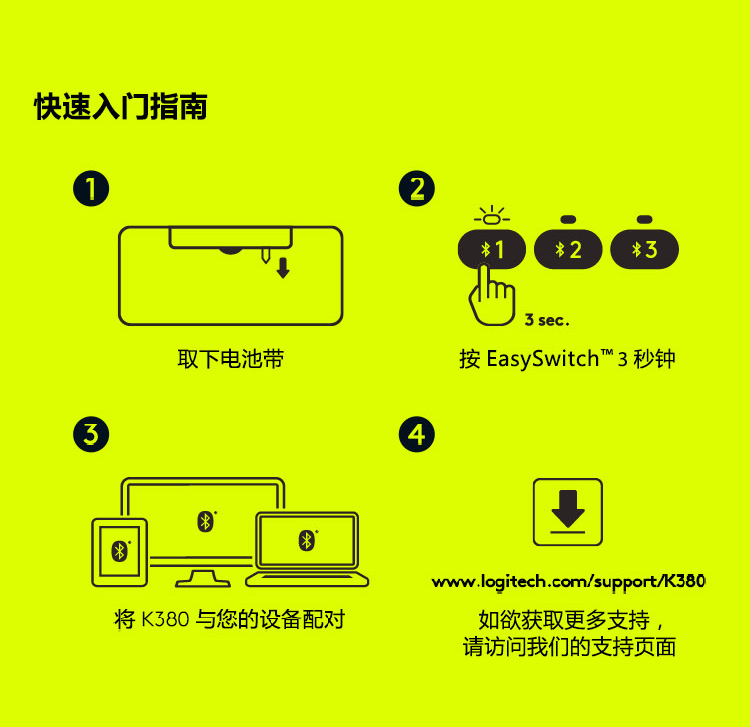 快速入门指南
1
取下电池带
2
1 2 3
3 sec.
按 EasySwitch™ 3 秒钟
3
将 K380 与您的设备配对
4
www.logitech.com/support/K380
如欲获取更多支持，
请访问我们的支持页面